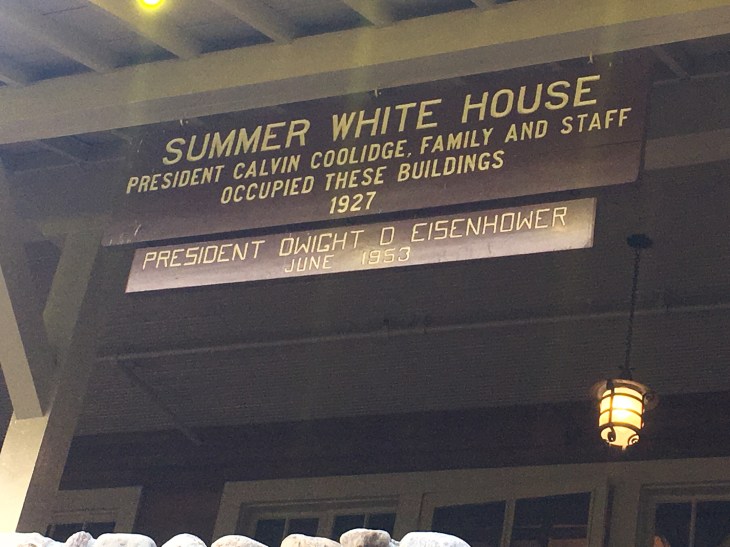 SUMMER WHITE HOUSE
PRESIDENT CALVIN COOLIDGE, FAMILY AND STAFF
OCCUPIED THESE BUILDINGS
1927
PRESIDENT DWIGHT D EISENHOWER
JUNE 1953